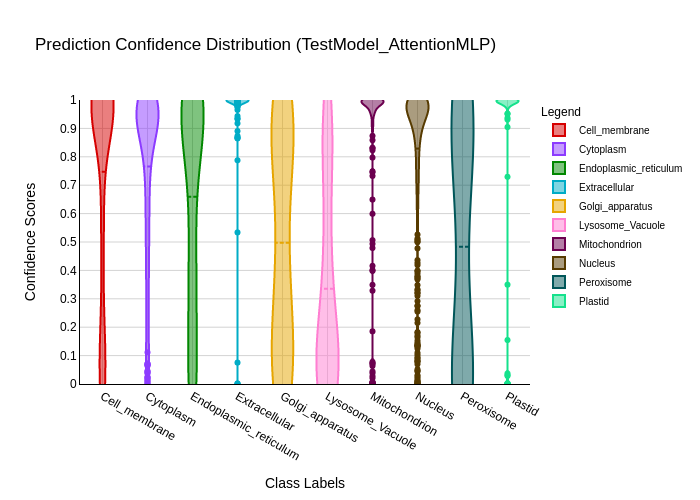 Prediction Confidence Distribution (TestModel_AttentionMLP)
Confidence Scores
1
0.9
0.8
0.7
0.6
0.5
0.4
0.3
0.2
0.1
0
Cell_membrane
Cytoplasm
Endoplasmic_reticulum
Extracellular
Golgi_apparatus
Lysosome_Vacuole
Mitochondrion
Nucleus
Peroxisome
Plastid
Class Labels
Legend
Cell_membrane
Cytoplasm
Endoplasmic_reticulum
Extracellular
Golgi_apparatus
Lysosome_Vacuole
Mitochondrion
Nucleus
Peroxisome
Plastid